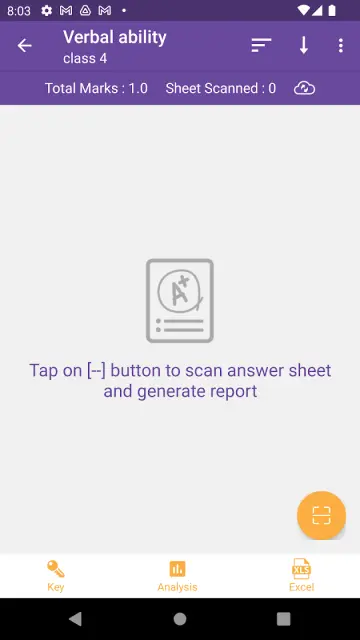 8:03
Verbal ability
class 4
Total Marks : 1.0 Sheet Scanned : 0
A+
Tap on [--] button to scan answer sheet
and generate report
Key Analysis XLS Excel